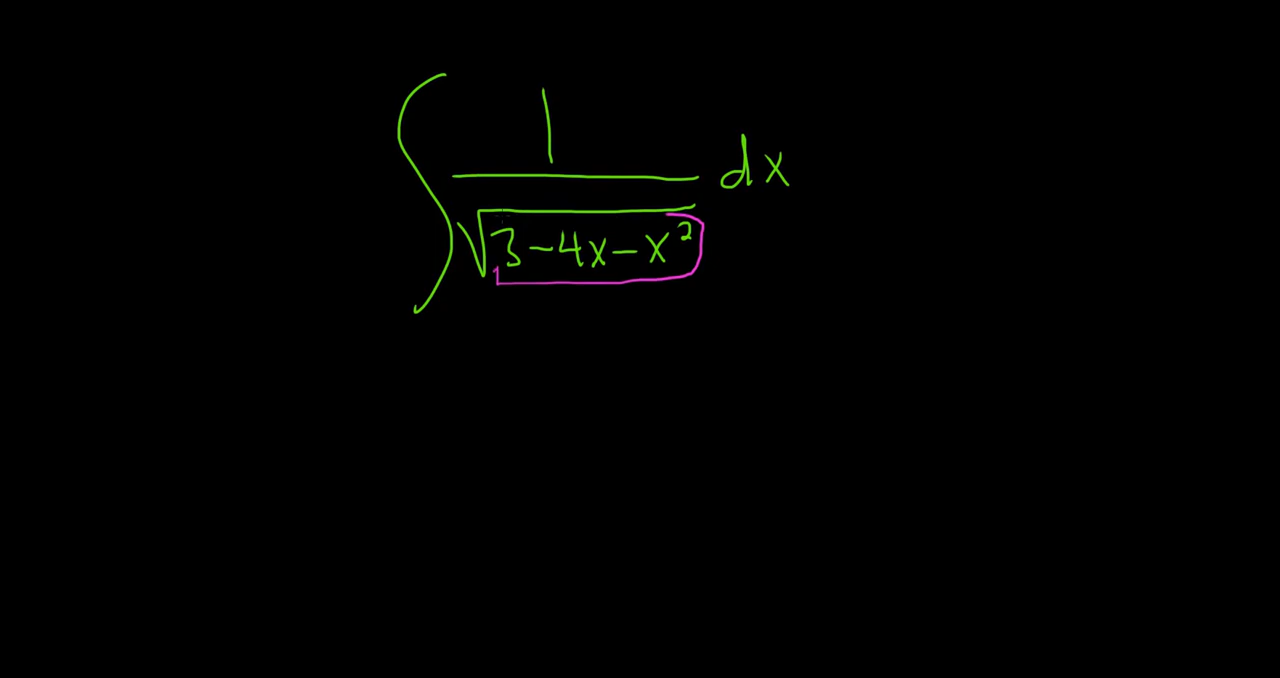 ∫ 1/√(3-4x-x²) dx